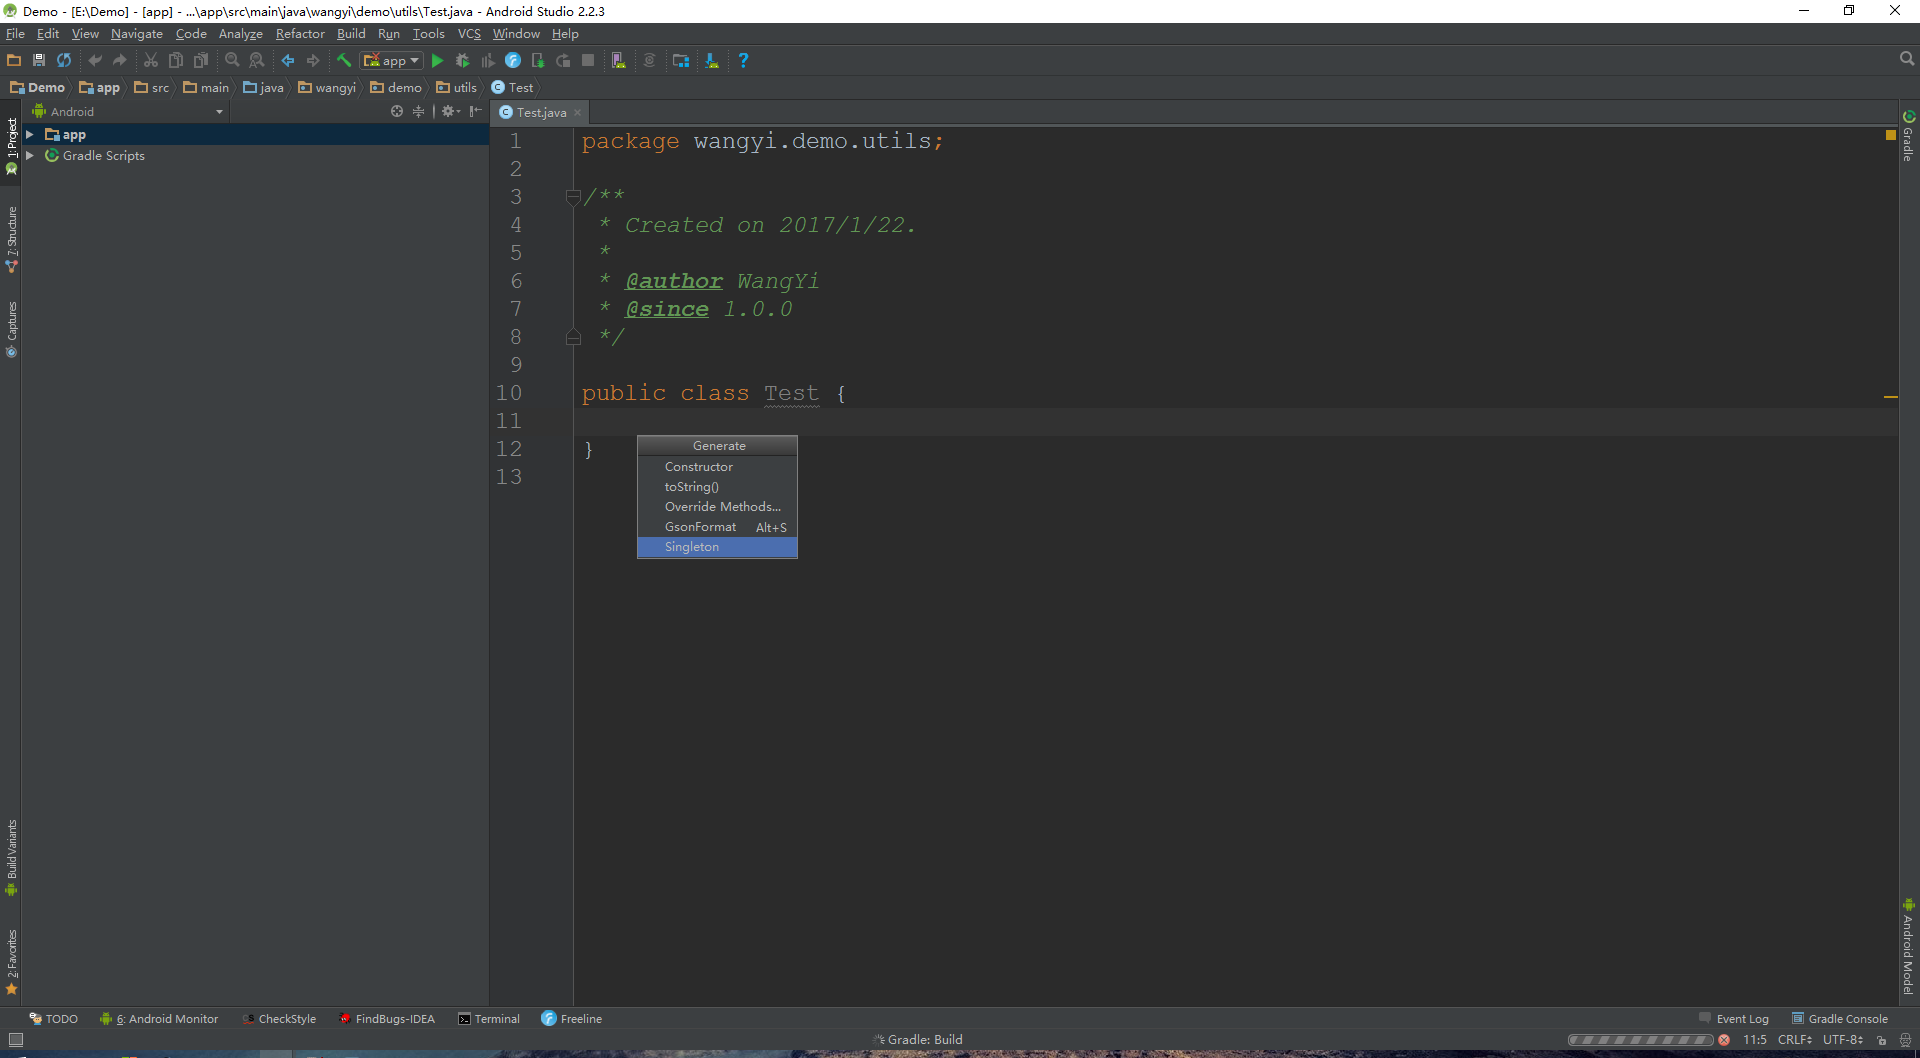 Demo - [E:\Demo] - [app] - ...\app\src\main\java\wangyi\demo\utils\Test.java - Android Studio 2.2.3
File Edit View Navigate Code Analyze Refactor Build Run Tools VCS Window Help
app
Demo app src main java wangyi demo utils Test
Android
Test.java
1: Project
app
Gradle Scripts
7: Structure
Captures
Build Variants
2: Favorites
1 package wangyi.demo.utils;
2
3 /**
4 * Created on 2017/1/22.
5 *
6 * @author WangYi
7 * @since 1.0.0
8 */
9
10 public class Test {
11
12 }
13
Generate
Constructor
toString()
Override Methods...
GsonFormat Alt+S
Singleton
Gradle
Android Model
TODO 6: Android Monitor CheckStyle FindBugs-IDEA Terminal Freeline Event Log Gradle Console
Gradle: Build 11:5 CRLF UTF-8